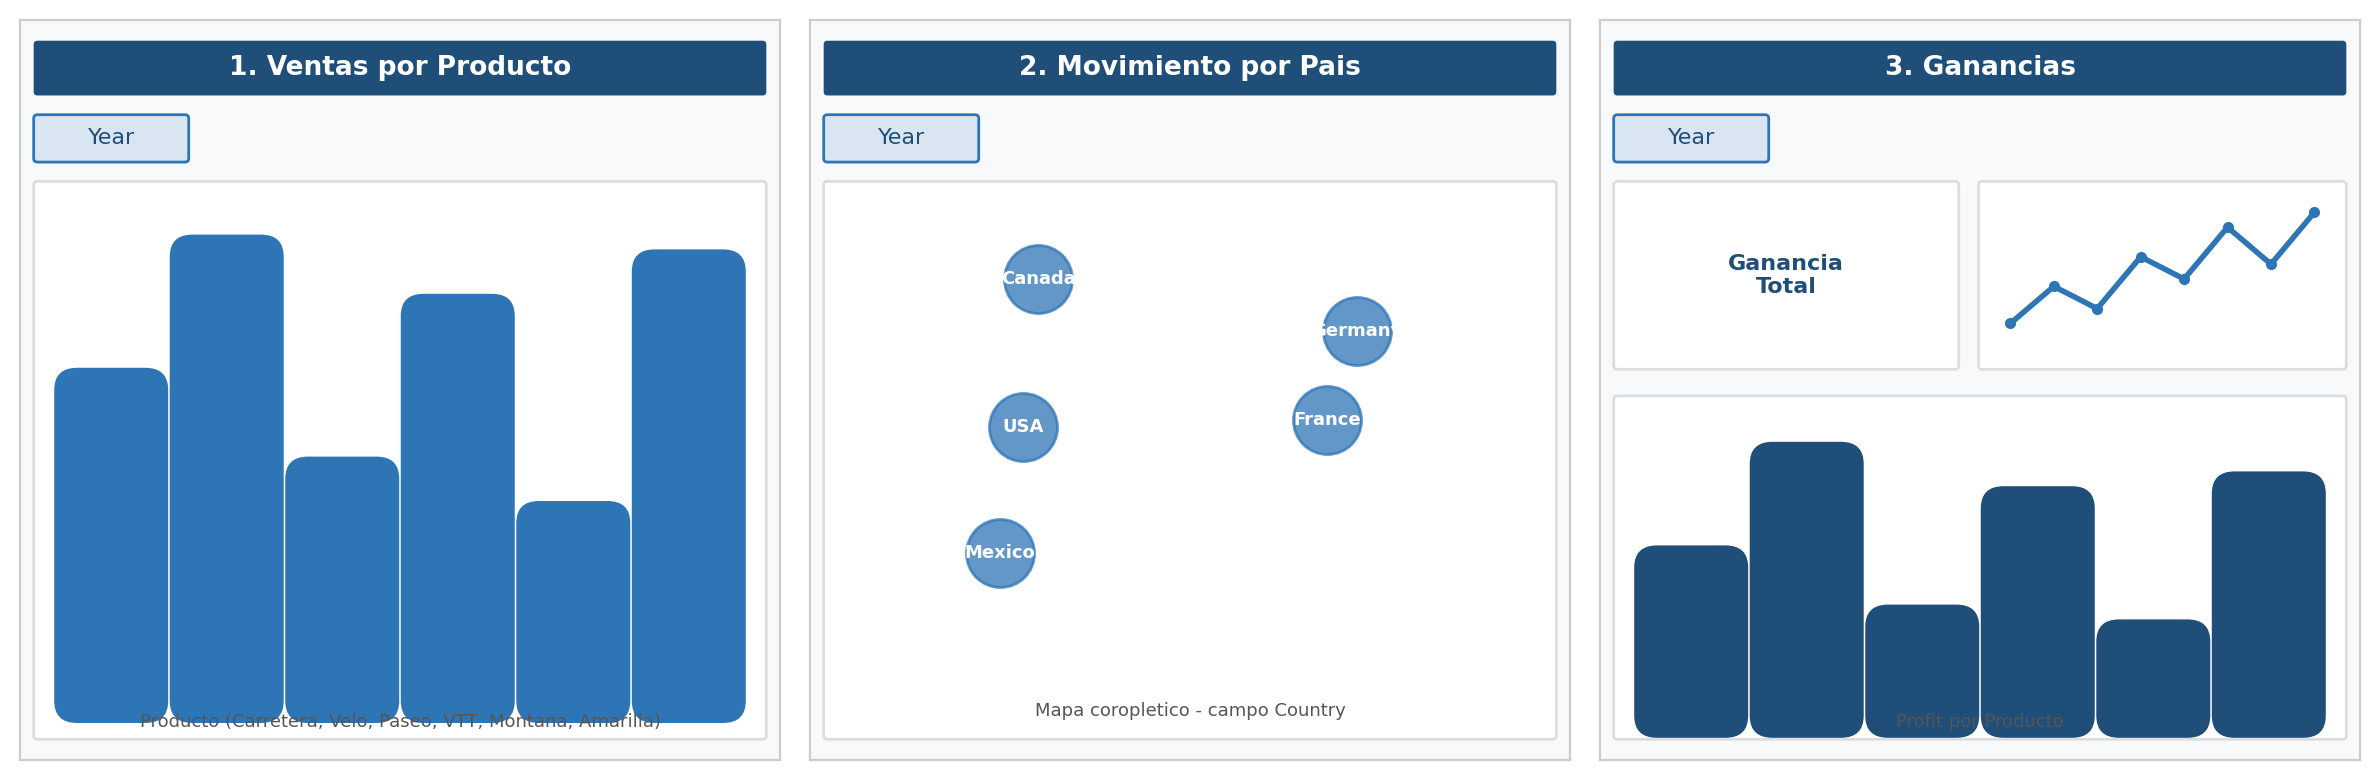 1. Ventas por Producto
Year
Producto (Carretera, Velo, Paseo, VTT, Montana, Amarilla)
2. Movimiento por Pais
Year
Canada
Germany
USA
France
Mexico
Mapa coropletico - campo Country
3. Ganancias
Year
Ganancia
Total
Profit por Producto